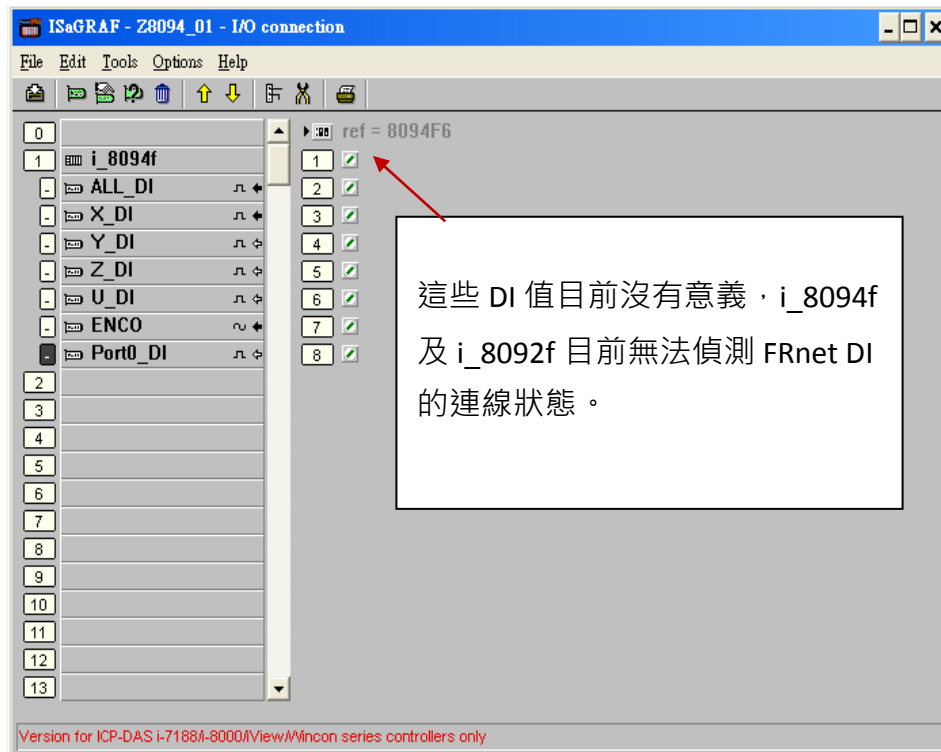 ISaGRAF - Z8094_01 - I/O connection
File Edit Tools Options Help
0
1 i_8094f
- ALL_DI
- X_DI
- Y_DI
- Z_DI
- U_DI
- ENCO
- Port0_DI
2
3
4
5
6
7
8
9
10
11
12
13
ref = 8094F6
1
2
3
4
5
6
7
8
這些 DI 值目前沒有意義，i_8094f
及 i_8092f 目前無法偵測 FRnet DI
的連線狀態。
Version for ICP-DAS i-7188/i-8000/iView/Wincon series controllers only